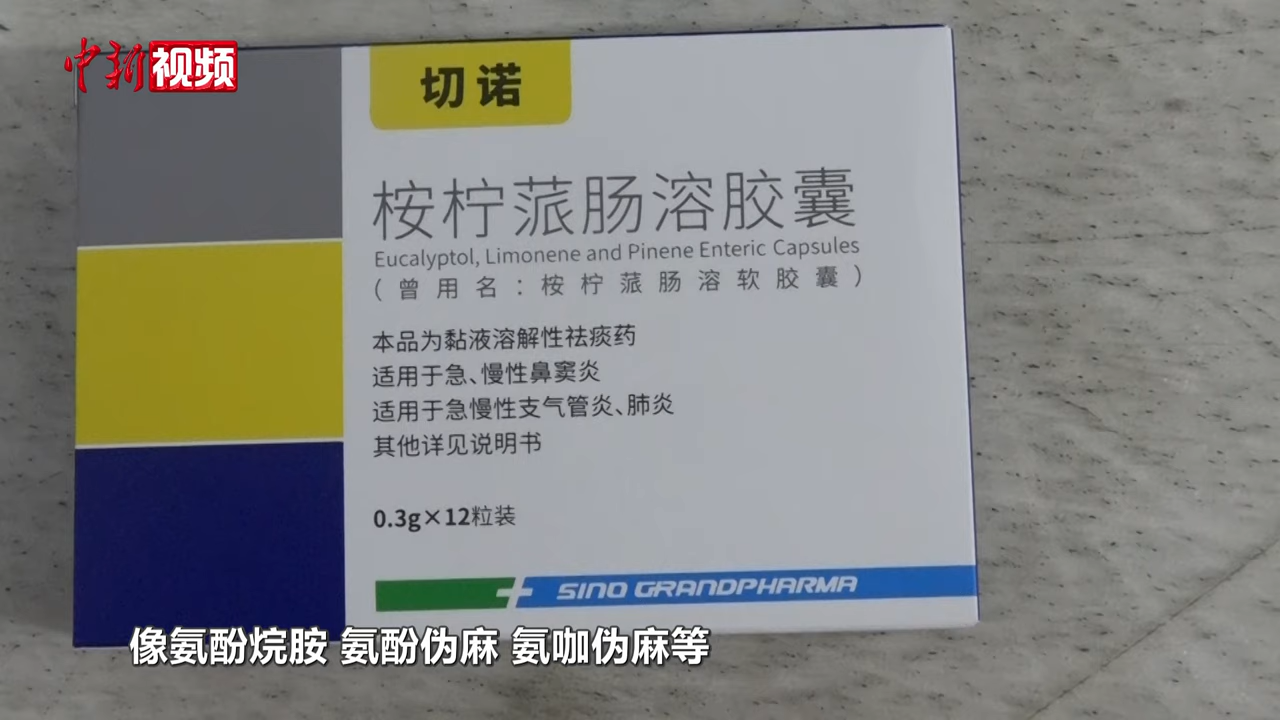 中新视频
切诺
桉柠蒎肠溶胶囊
Eucalyptol, Limonene and Pinene Enteric Capsules
（曾用名：桉柠蒎肠溶软胶囊）
本品为黏液溶解性祛痰药
适用于急、慢性鼻窦炎
适用于急慢性支气管炎、肺炎
其他详见说明书
0.3g×12粒装
SINO GRANDPHARMA
像氨酚烷胺 氨酚伪麻 氨咖伪麻等